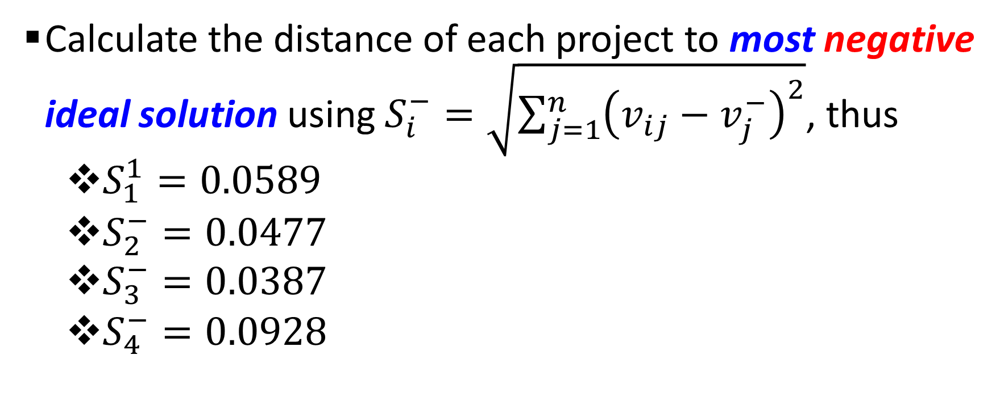 ▪Calculate the distance of each project to most negative
ideal solution using $S_i^- = \sqrt{\sum_{j=1}^{n}\left(v_{ij} - v_j^-\right)^2}$, thus
❖$S_1^1 = 0.0589$
❖$S_2^- = 0.0477$
❖$S_3^- = 0.0387$
❖$S_4^- = 0.0928$